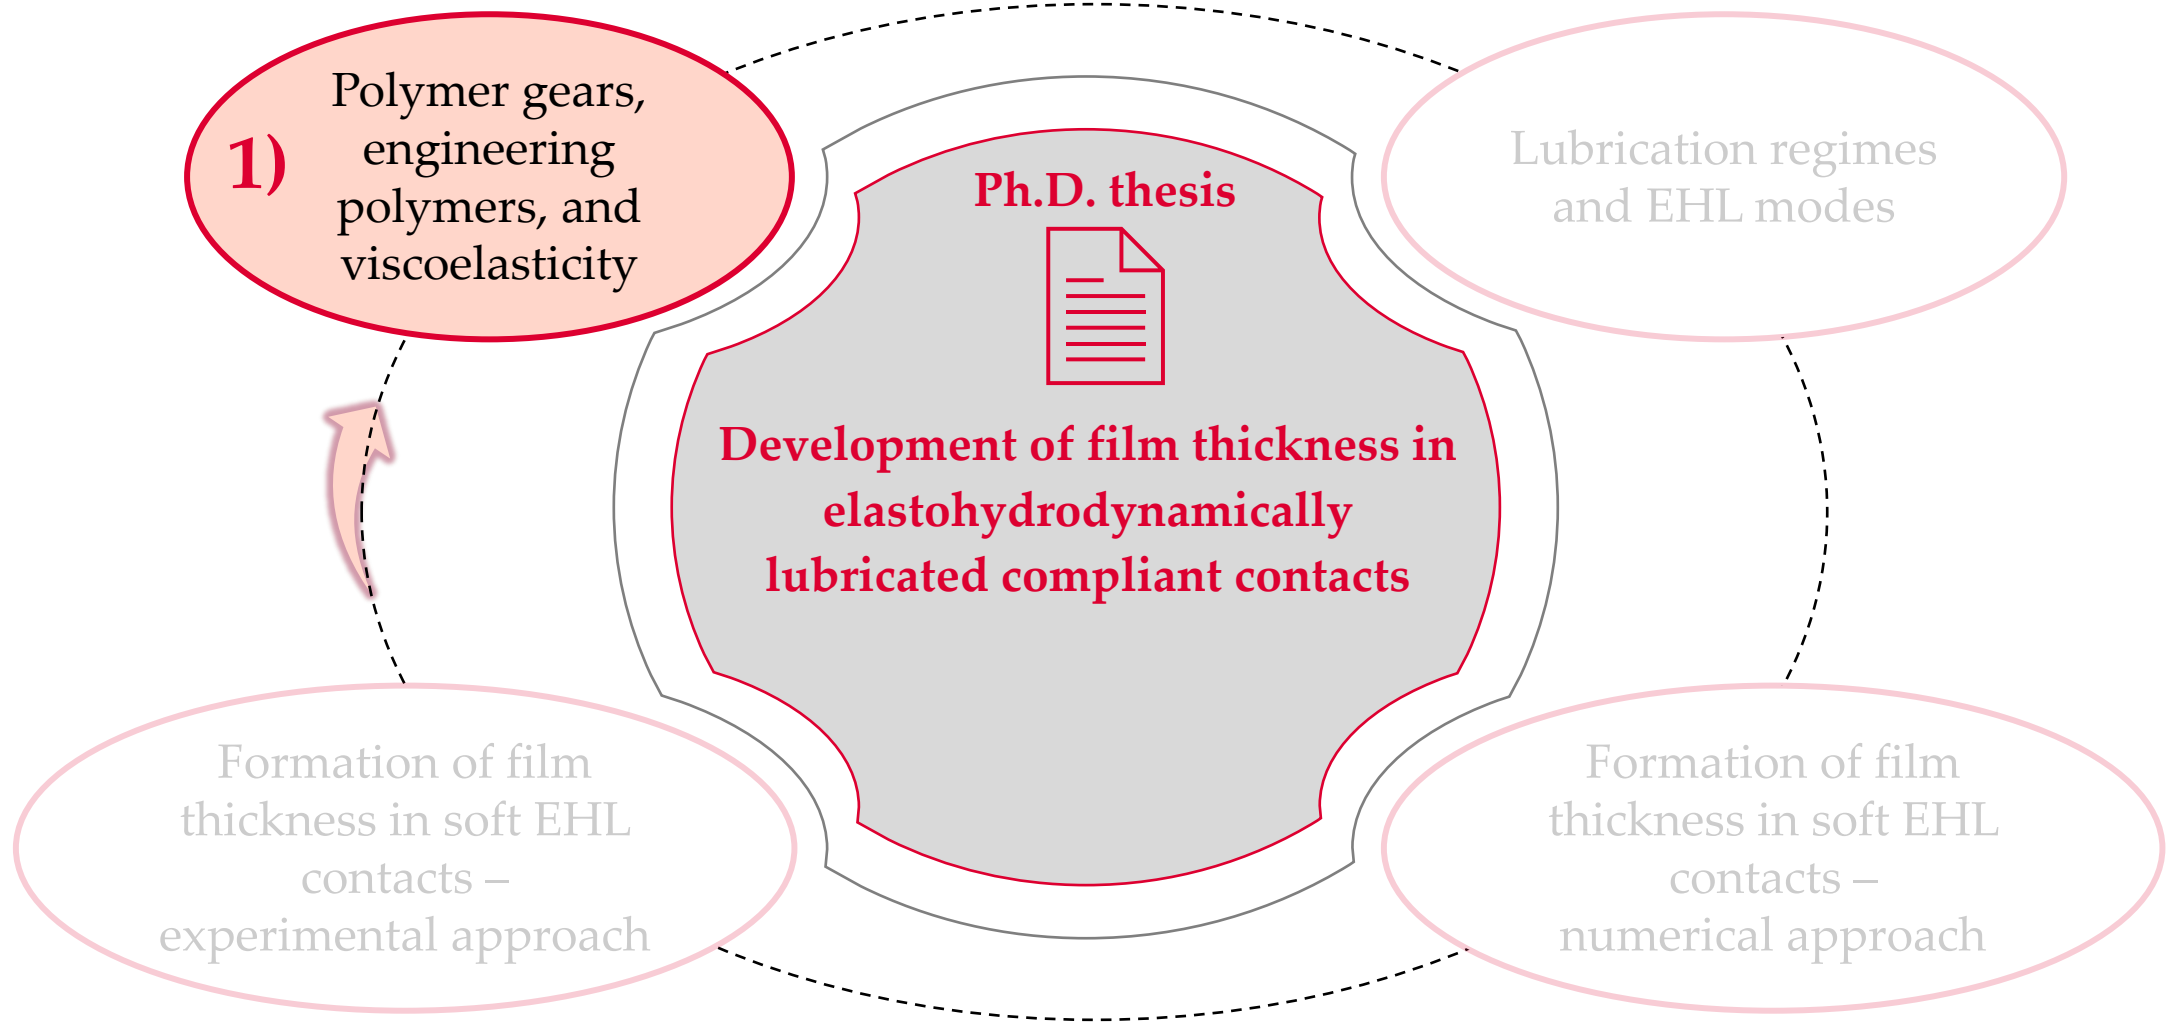 1)
Polymer gears,
engineering
polymers, and
viscoelasticity
Lubrication regimes
and EHL modes
Ph.D. thesis
Development of film thickness in
elastohydrodynamically
lubricated compliant contacts
Formation of film
thickness in soft EHL
contacts –
experimental approach
Formation of film
thickness in soft EHL
contacts –
numerical approach